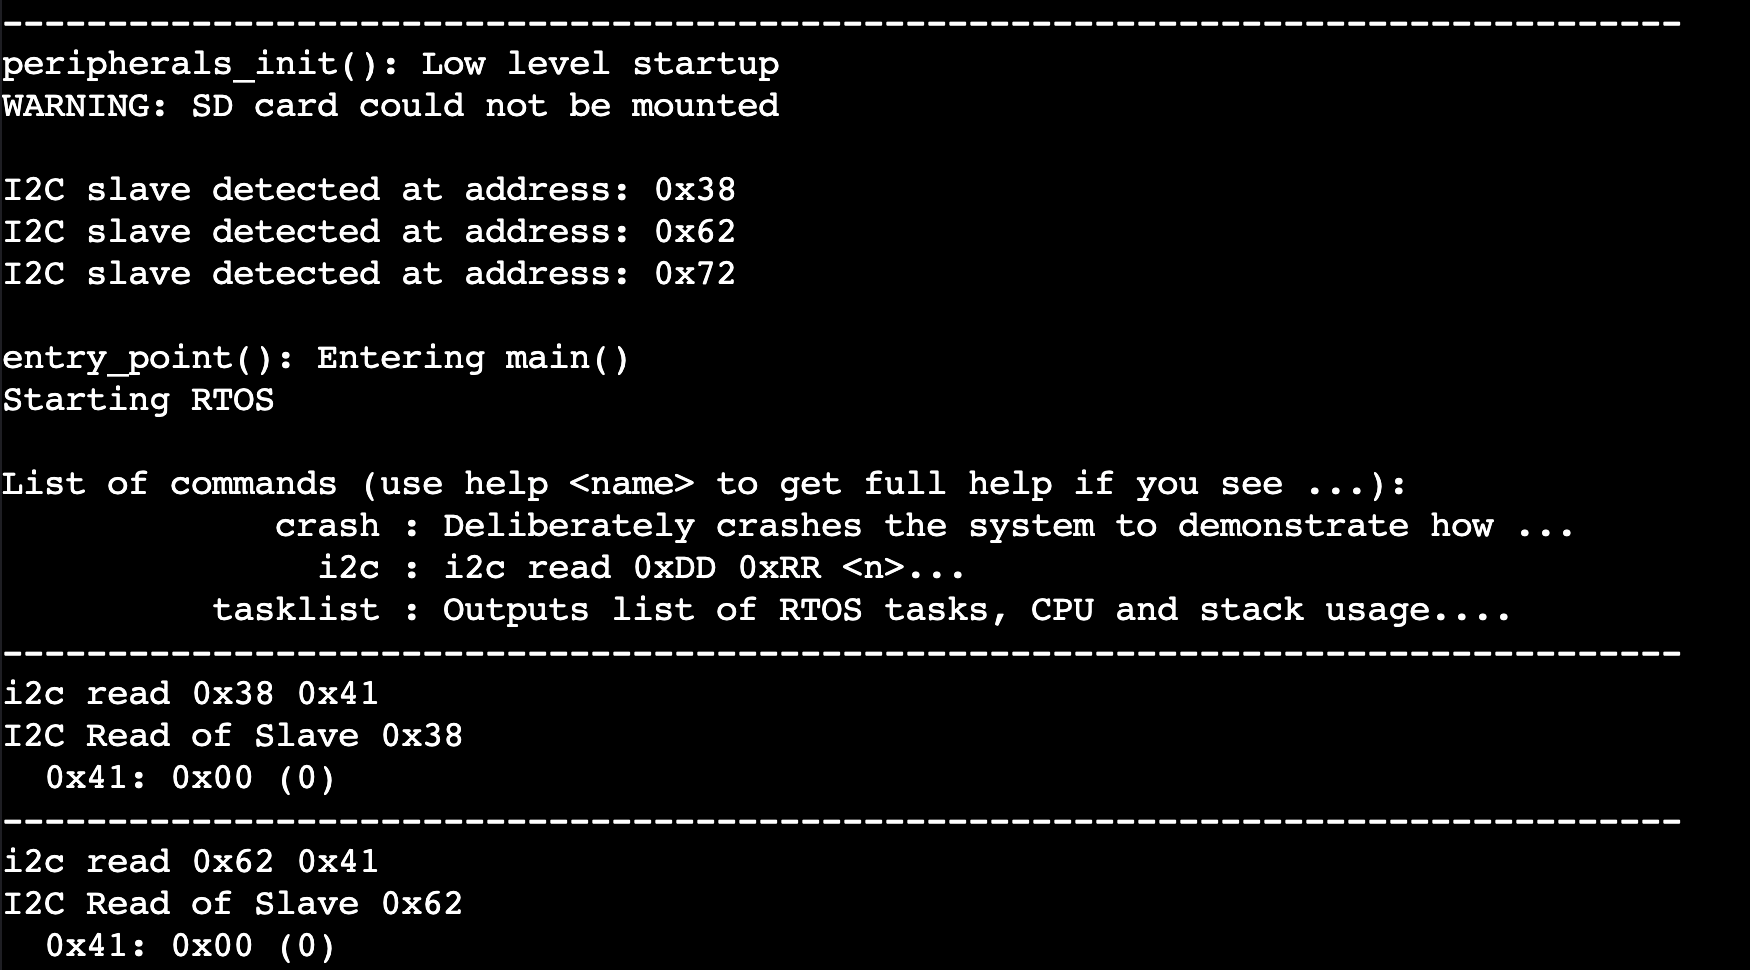 --------------------------------------------------------------------------------
peripherals_init(): Low level startup
WARNING: SD card could not be mounted
I2C slave detected at address: 0x38
I2C slave detected at address: 0x62
I2C slave detected at address: 0x72
entry_point(): Entering main()
Starting RTOS
List of commands (use help <name> to get full help if you see ...):
crash : Deliberately crashes the system to demonstrate how ...
i2c : i2c read 0xDD 0xRR <n>...
tasklist : Outputs list of RTOS tasks, CPU and stack usage....
--------------------------------------------------------------------------------
i2c read 0x38 0x41
I2C Read of Slave 0x38
0x41: 0x00 (0)
--------------------------------------------------------------------------------
i2c read 0x62 0x41
I2C Read of Slave 0x62
0x41: 0x00 (0)